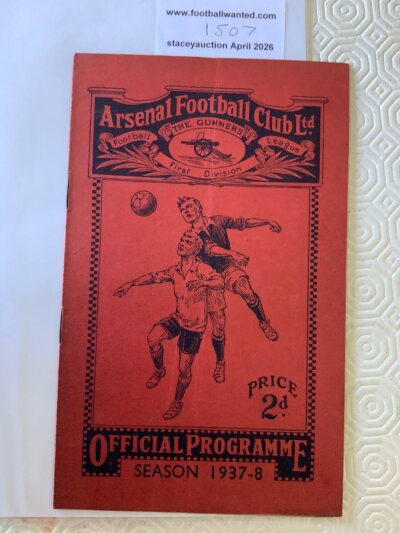 www.footballwanted.com
1507
staceyauction April 2026
Arsenal Football Club Ltd.
"THE GUNNERS"
Football League
First Division
PRICE
2d.
OFFICIAL PROGRAMME
SEASON 1937-8